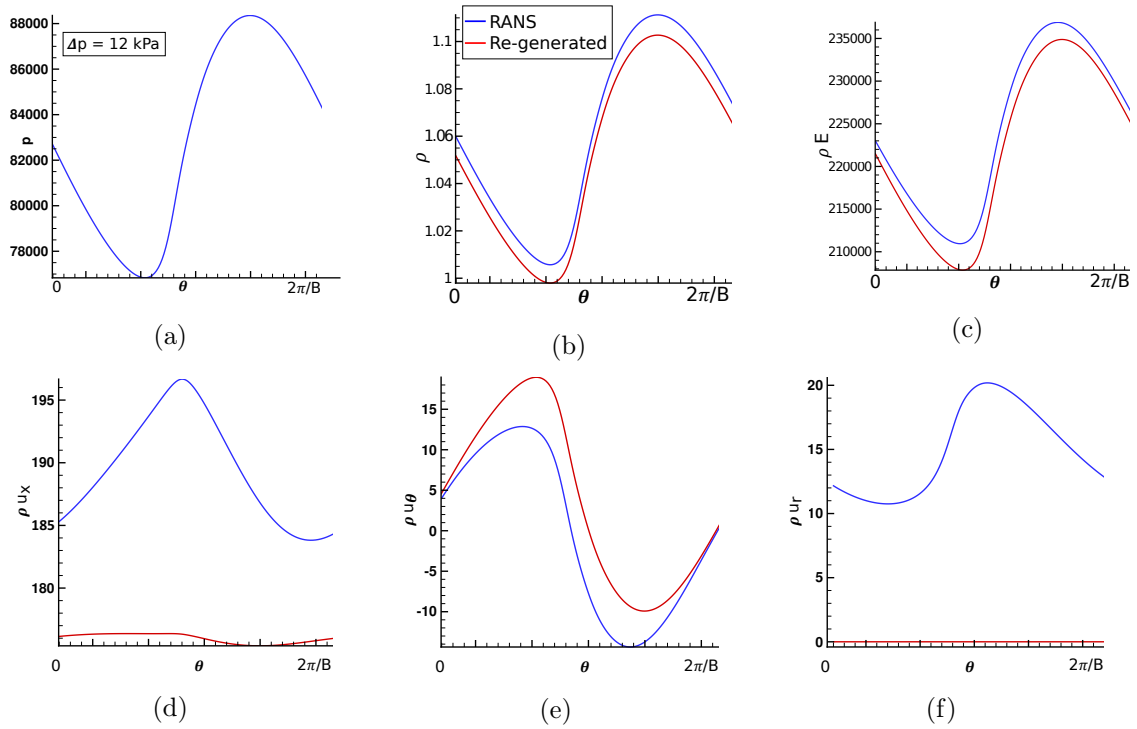 88000
86000
84000
82000
80000
78000
p
Δp = 12 kPa
0
θ
2π/B
(a)
1.1
1.08
1.06
1.04
1.02
1
ρ
RANS
Re-generated
0
θ
2π/B
(b)
235000
230000
225000
220000
215000
210000
ρ E
0
θ
2π/B
(c)
195
190
185
180
ρ ux
0
θ
2π/B
(d)
15
10
5
0
-5
-10
ρ uθ
0
θ
2π/B
(e)
20
15
10
5
0
ρ ur
0
θ
2π/B
(f)